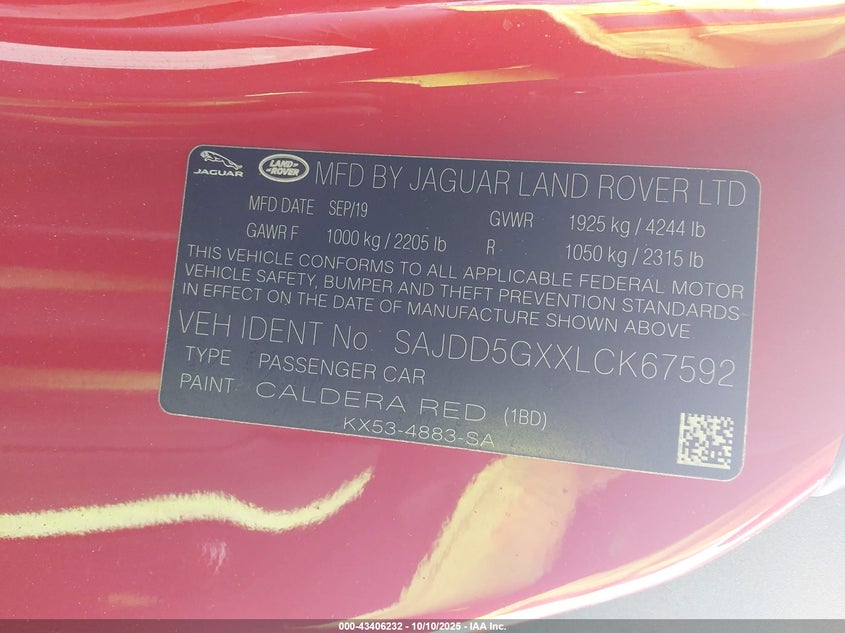 JAGUAR LAND ROVER MFD BY JAGUAR LAND ROVER LTD
MFD DATE SEP/19 GVWR 1925 kg / 4244 lb
GAWR F 1000 kg / 2205 lb R 1050 kg / 2315 lb
THIS VEHICLE CONFORMS TO ALL APPLICABLE FEDERAL MOTOR
VEHICLE SAFETY, BUMPER AND THEFT PREVENTION STANDARDS
IN EFFECT ON THE DATE OF MANUFACTURE SHOWN ABOVE.
VEH IDENT No. SAJDD5GXXLCK67592
TYPE PASSENGER CAR
PAINT CALDERA RED (1BD)
KX53-4883-SA
000-43406232 - 10/10/2025 - IAA Inc.